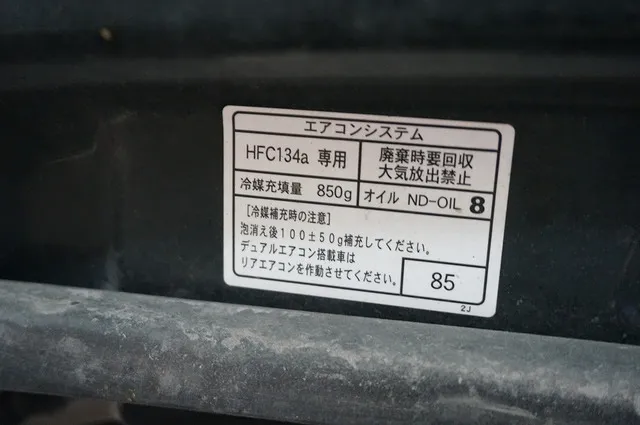 エアコンシステム
HFC134a 専用
廃棄時要回収
大気放出禁止
冷媒充填量 850g
オイル ND-OIL 8
［冷媒補充時の注意］
泡消え後100±50g補充してください。
デュアルエアコン搭載車は
リアエアコンを作動させてください。
85
2J